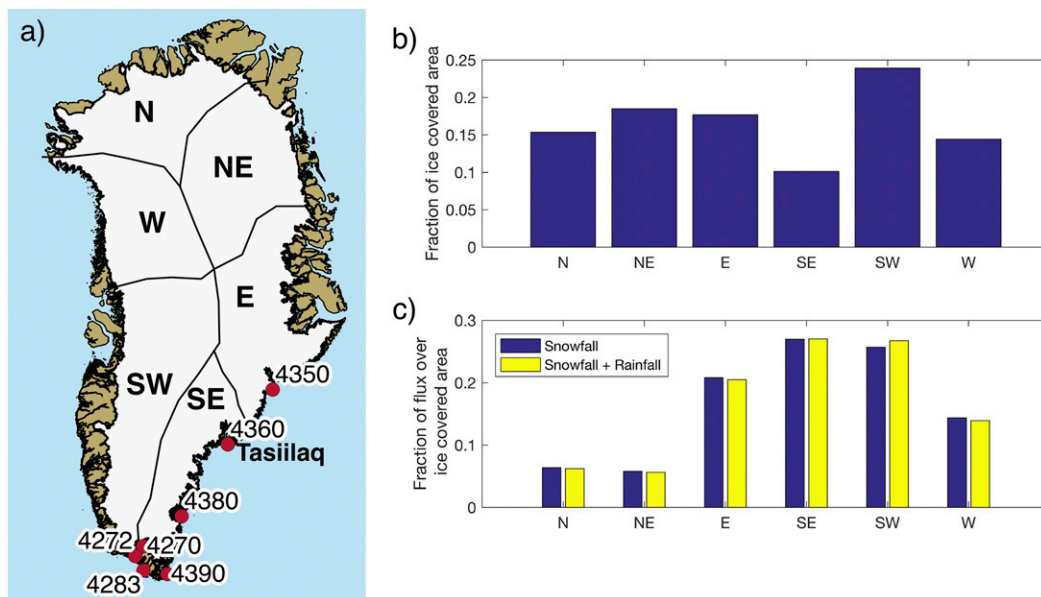 a)
N
NE
W
E
SW
SE
4350
4360
Tasiilaq
4380
4272
4270
4283
4390
b)
Fraction of ice covered area
0.25
0.2
0.15
0.1
0.05
0
N NE E SE SW W
c)
Fraction of flux over
ice covered area
0.3
0.2
0.1
0
Snowfall
Snowfall + Rainfall
N NE E SE SW W